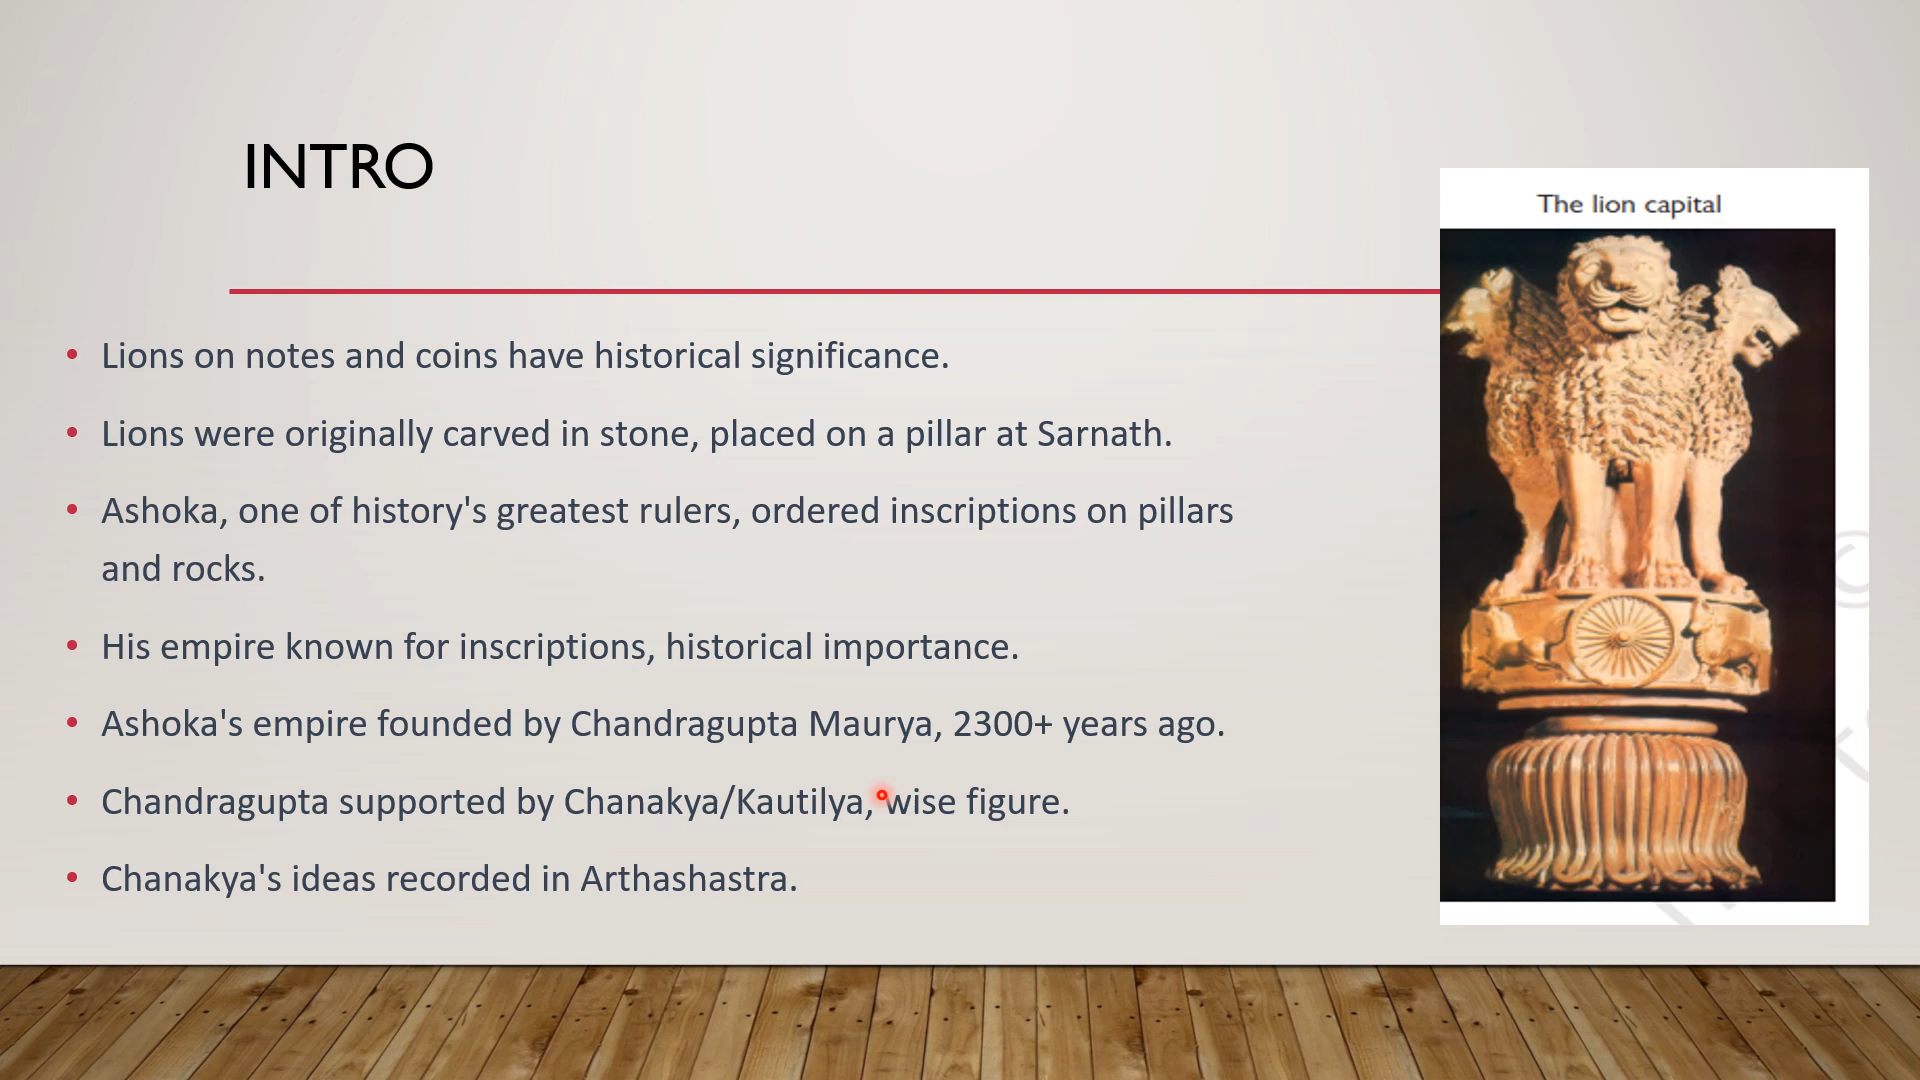 INTRO
The lion capital
• Lions on notes and coins have historical significance.
• Lions were originally carved in stone, placed on a pillar at Sarnath.
• Ashoka, one of history's greatest rulers, ordered inscriptions on pillars
and rocks.
• His empire known for inscriptions, historical importance.
• Ashoka's empire founded by Chandragupta Maurya, 2300+ years ago.
• Chandragupta supported by Chanakya/Kautilya, wise figure.
• Chanakya's ideas recorded in Arthashastra.